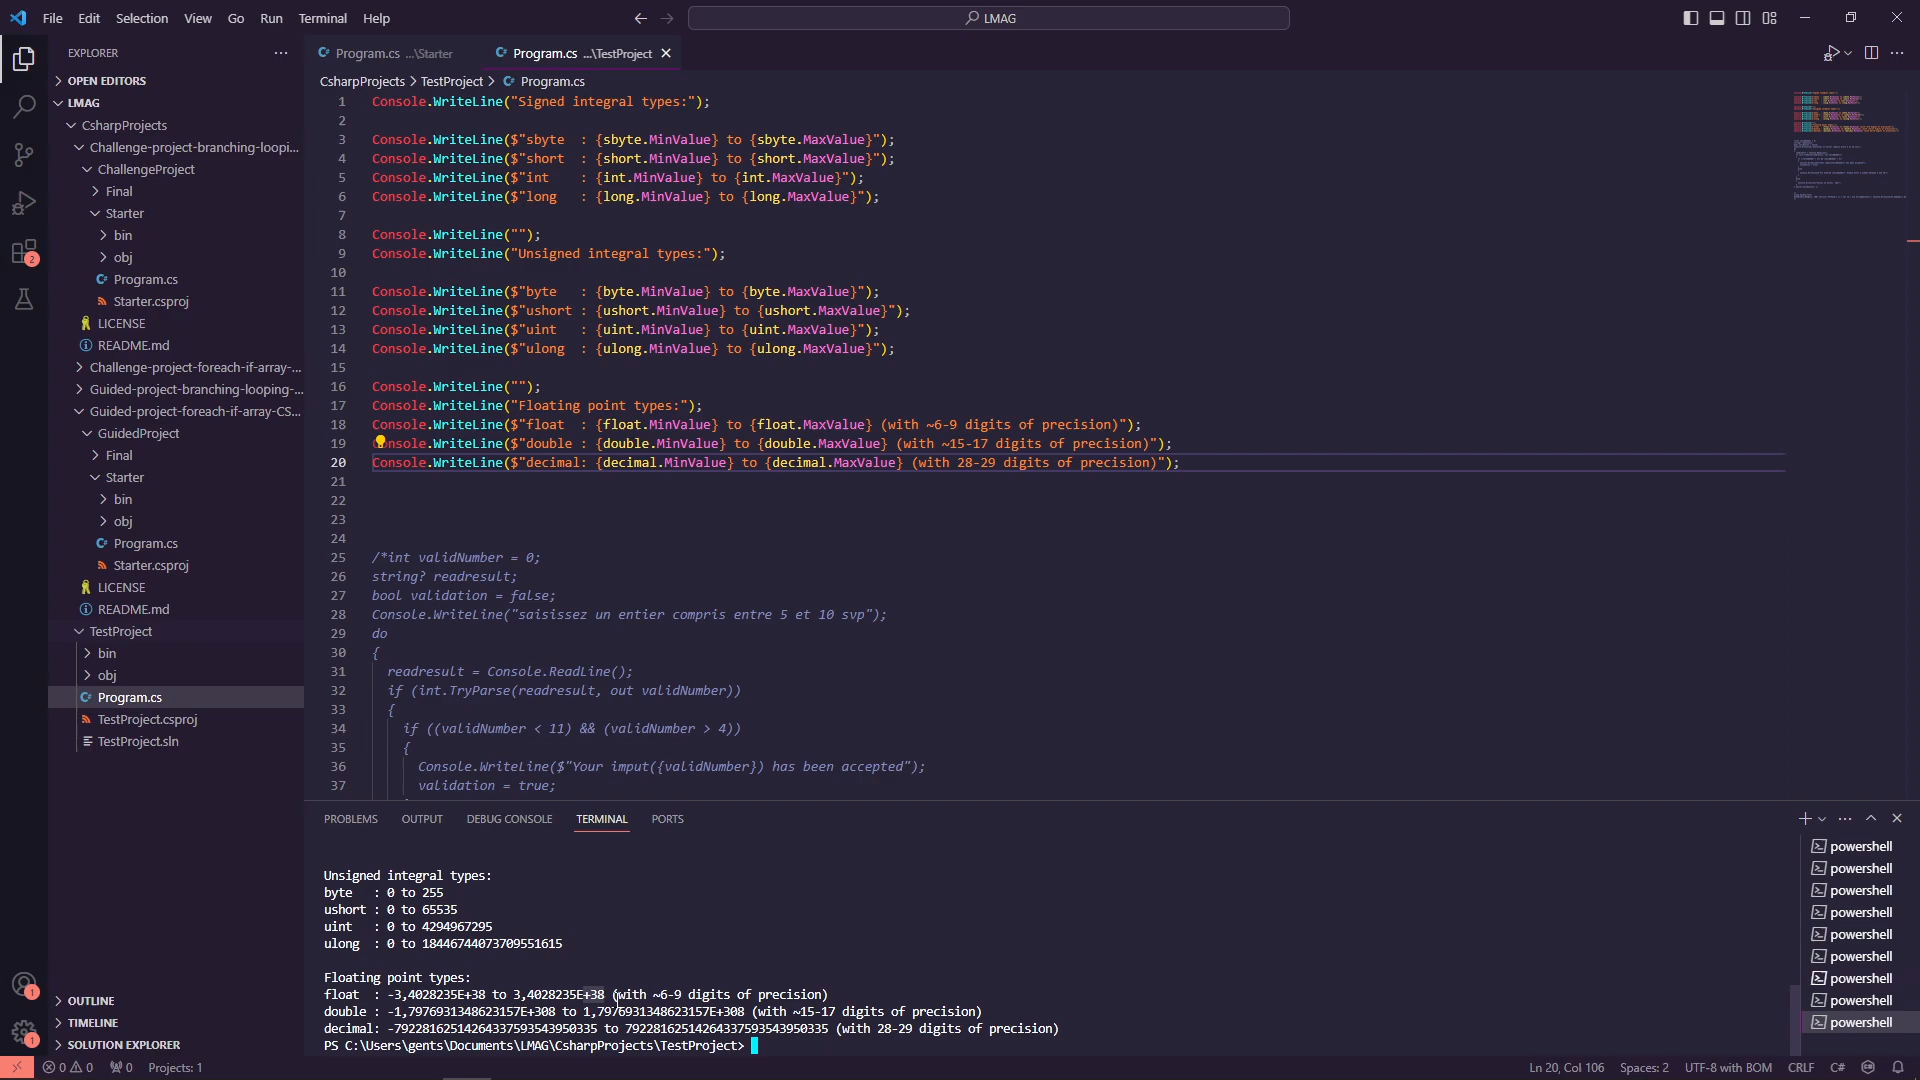 File Edit Selection View Go Run Terminal Help
LMAG
EXPLORER
OPEN EDITORS
LMAG
CsharpProjects
Challenge-project-branching-loopi...
ChallengeProject
Final
Starter
bin
obj
Program.cs
Starter.csproj
LICENSE
README.md
Challenge-project-foreach-if-array-...
Guided-project-branching-looping-...
Guided-project-foreach-if-array-CS...
GuidedProject
Final
Starter
bin
obj
Program.cs
Starter.csproj
LICENSE
README.md
TestProject
bin
obj
Program.cs
TestProject.csproj
TestProject.sln
OUTLINE
TIMELINE
SOLUTION EXPLORER
2
1
1
Program.cs ...\Starter
Program.cs ...\TestProject
CsharpProjects > TestProject > Program.cs
1 Console.WriteLine("Signed integral types:");
2
3 Console.WriteLine($"sbyte  : {sbyte.MinValue} to {sbyte.MaxValue}");
4 Console.WriteLine($"short  : {short.MinValue} to {short.MaxValue}");
5 Console.WriteLine($"int    : {int.MinValue} to {int.MaxValue}");
6 Console.WriteLine($"long   : {long.MinValue} to {long.MaxValue}");
7
8 Console.WriteLine("");
9 Console.WriteLine("Unsigned integral types:");
10
11 Console.WriteLine($"byte   : {byte.MinValue} to {byte.MaxValue}");
12 Console.WriteLine($"ushort : {ushort.MinValue} to {ushort.MaxValue}");
13 Console.WriteLine($"uint   : {uint.MinValue} to {uint.MaxValue}");
14 Console.WriteLine($"ulong  : {ulong.MinValue} to {ulong.MaxValue}");
15
16 Console.WriteLine("");
17 Console.WriteLine("Floating point types:");
18 Console.WriteLine($"float  : {float.MinValue} to {float.MaxValue} (with ~6-9 digits of precision)");
19 Console.WriteLine($"double : {double.MinValue} to {double.MaxValue} (with ~15-17 digits of precision)");
20 Console.WriteLine($"decimal: {decimal.MinValue} to {decimal.MaxValue} (with 28-29 digits of precision)");
21
22
23
24
25 /*int validNumber = 0;
26 string? readresult;
27 bool validation = false;
28 Console.WriteLine("saisissez un entier compris entre 5 et 10 svp");
29 do
30 {
31 readresult = Console.ReadLine();
32 if (int.TryParse(readresult, out validNumber))
33 {
34 if ((validNumber < 11) && (validNumber > 4))
35 {
36 Console.WriteLine($"Your imput({validNumber}) has been accepted");
37 validation = true;
PROBLEMS OUTPUT DEBUG CONSOLE TERMINAL PORTS
Unsigned integral types:
byte   : 0 to 255
ushort : 0 to 65535
uint   : 0 to 4294967295
ulong  : 0 to 18446744073709551615
Floating point types:
float  : -3,4028235E+38 to 3,4028235E+38 (with ~6-9 digits of precision)
double : -1,7976931348623157E+308 to 1,7976931348623157E+308 (with ~15-17 digits of precision)
decimal: -79228162514264337593543950335 to 79228162514264337593543950335 (with 28-29 digits of precision)
PS C:\Users\gents\Documents\LMAG\CsharpProjects\TestProject>
powershell
powershell
powershell
powershell
powershell
powershell
powershell
powershell
powershell
0 0 0 Projects: 1 Ln 20, Col 106 Spaces: 2 UTF-8 with BOM CRLF C#